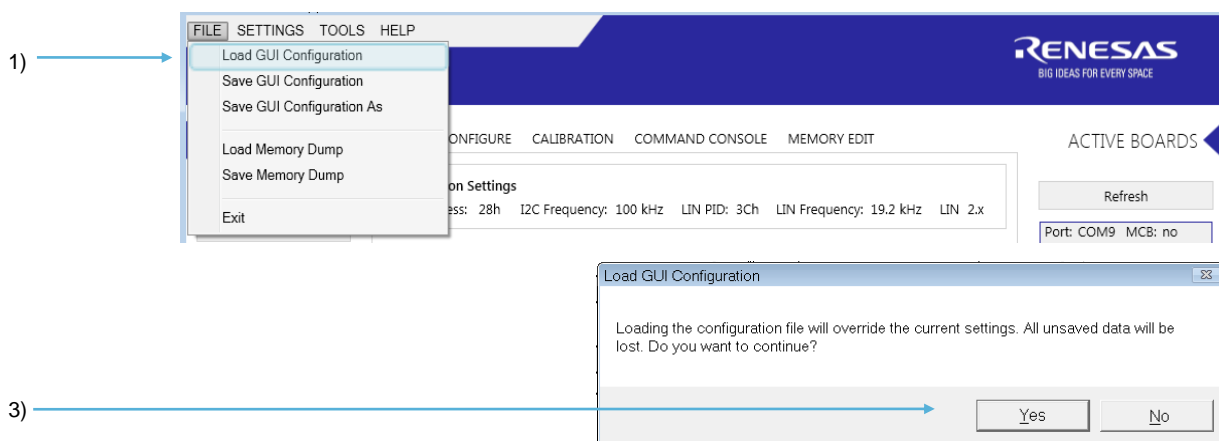 FILE SETTINGS TOOLS HELP
1)
Load GUI Configuration
Save GUI Configuration
Save GUI Configuration As
Load Memory Dump
Save Memory Dump
Exit
RENESAS
BIG IDEAS FOR EVERY SPACE
ONFIGURE CALIBRATION COMMAND CONSOLE MEMORY EDIT
ACTIVE BOARDS
on Settings
ess: 28h I2C Frequency: 100 kHz LIN PID: 3Ch LIN Frequency: 19.2 kHz LIN 2.x
Refresh
Port: COM9 MCB: no
Load GUI Configuration
Loading the configuration file will override the current settings. All unsaved data will be
lost. Do you want to continue?
3)
Yes No